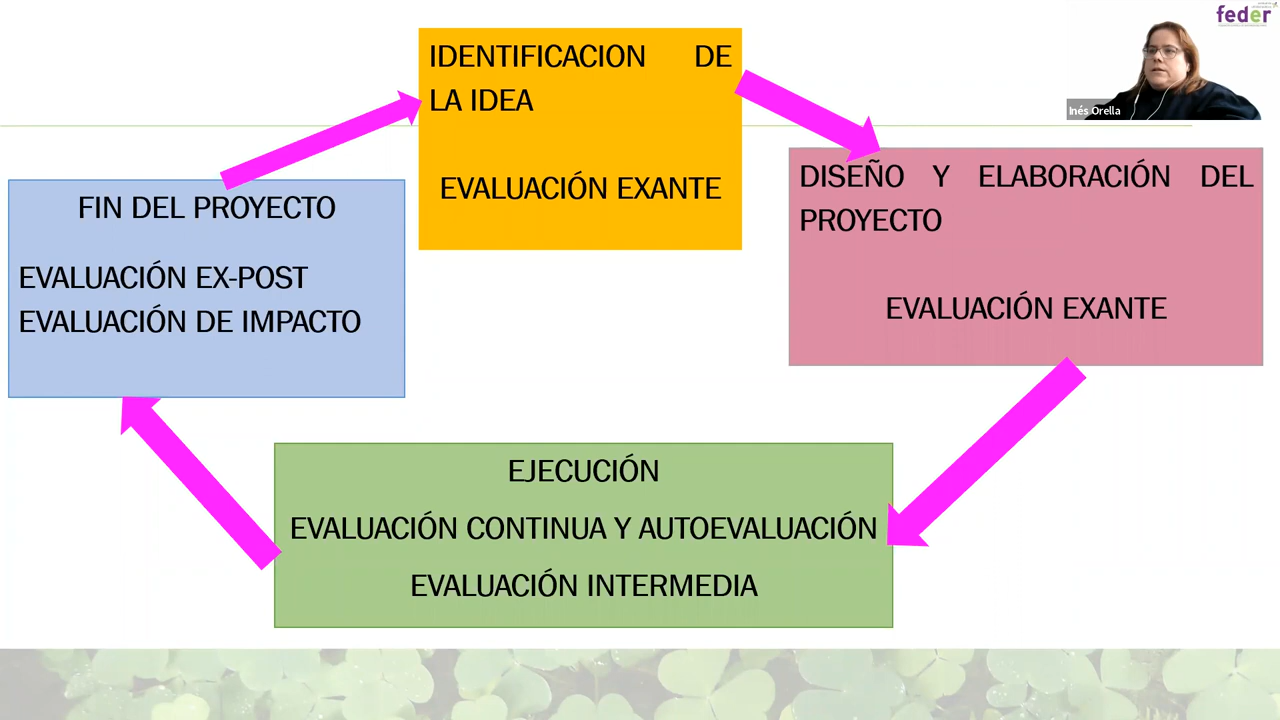 feder
Inés Orella
IDENTIFICACION DE
LA IDEA
EVALUACIÓN EXANTE
DISEÑO Y ELABORACIÓN DEL
PROYECTO
EVALUACIÓN EXANTE
FIN DEL PROYECTO
EVALUACIÓN EX-POST
EVALUACIÓN DE IMPACTO
EJECUCIÓN
EVALUACIÓN CONTINUA Y AUTOEVALUACIÓN
EVALUACIÓN INTERMEDIA